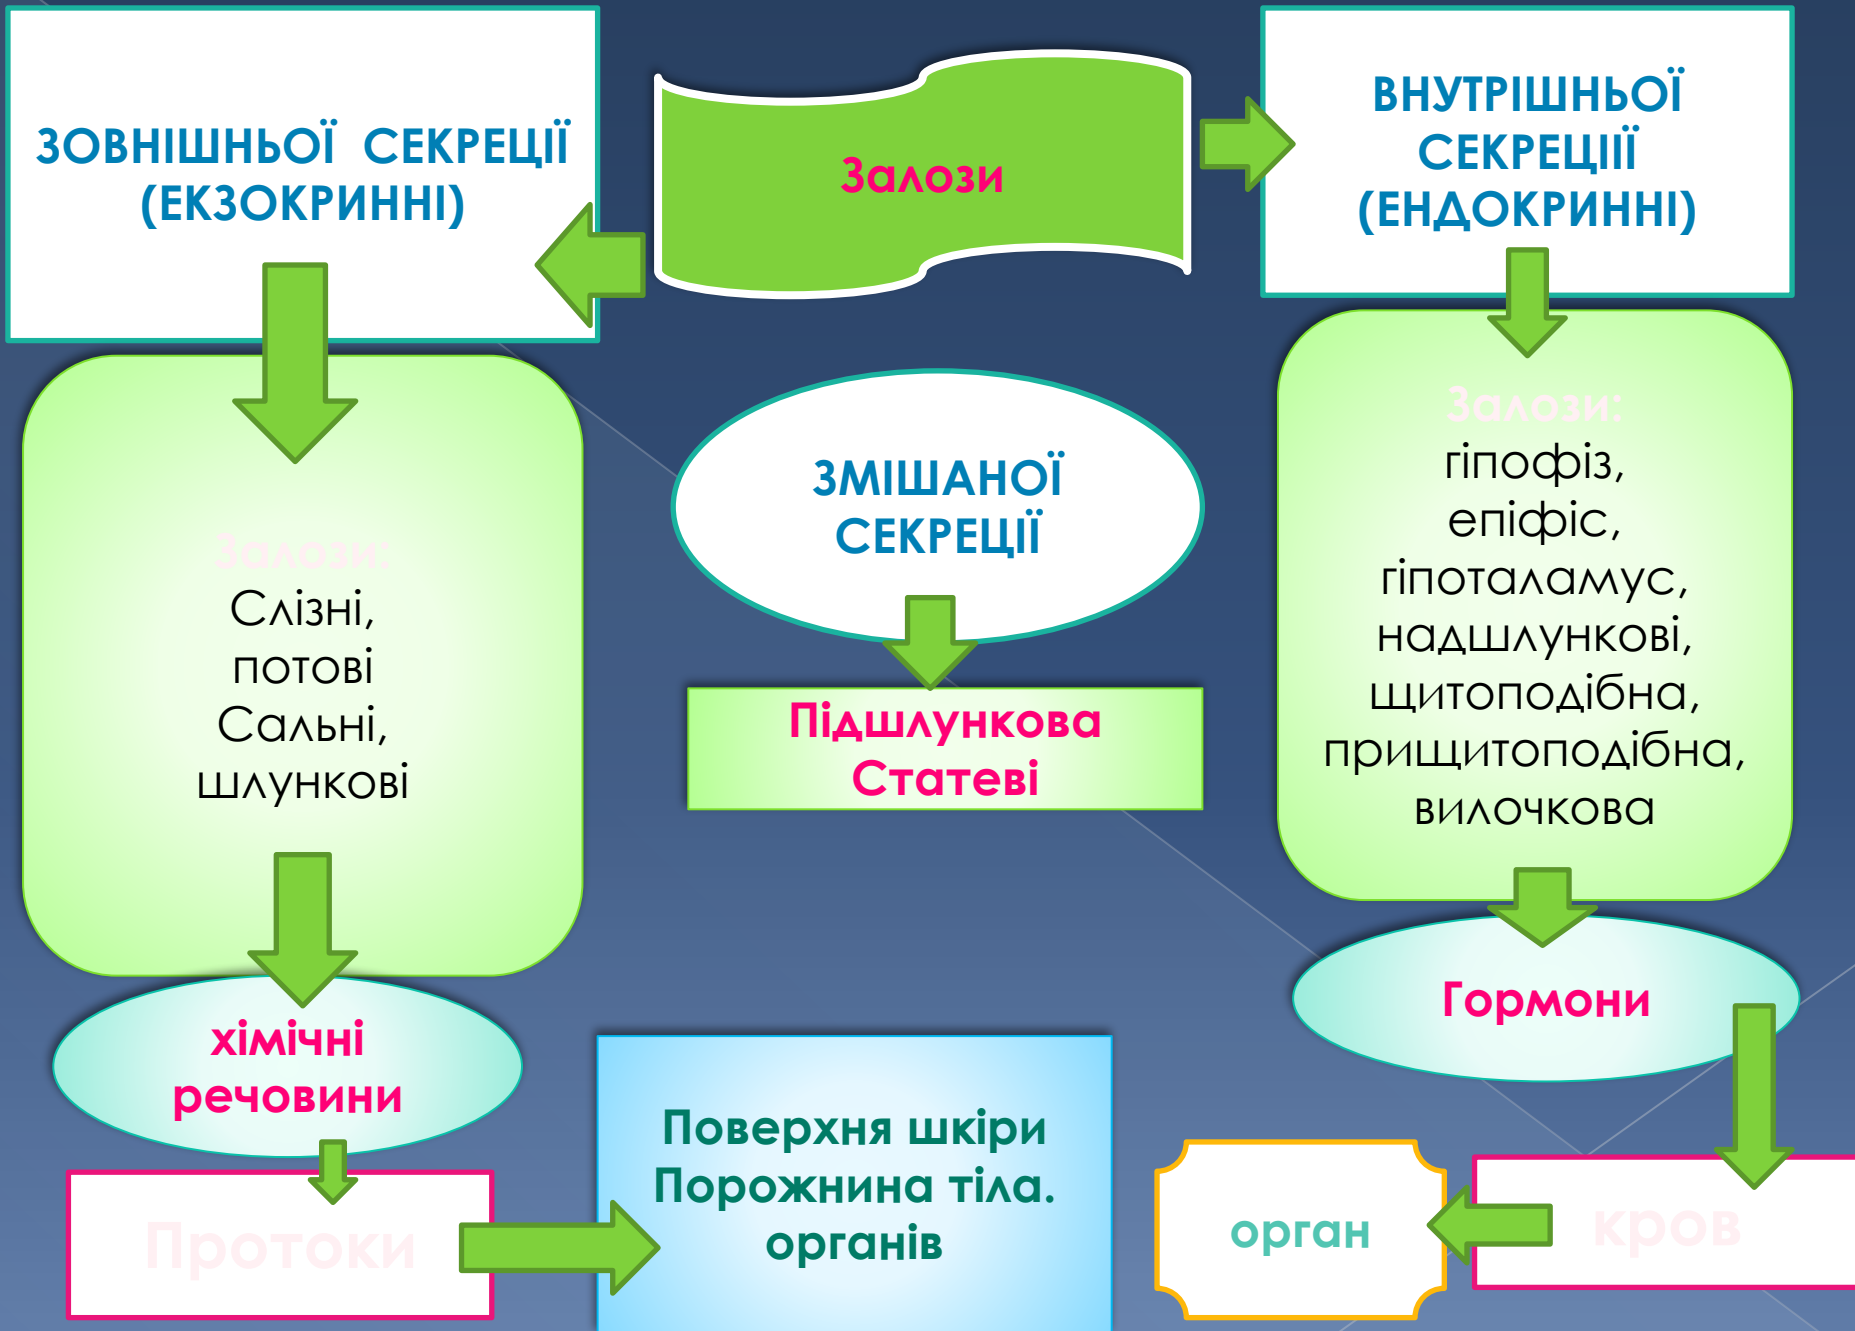 ЗОВНІШНЬОЇ СЕКРЕЦІЇ
(ЕКЗОКРИННІ)
Залози
ВНУТРІШНЬОЇ
СЕКРЕЦІІЇ
(ЕНДОКРИННІ)
Залози:
Слізні,
потові
Сальні,
шлункові
ЗМІШАНОЇ
СЕКРЕЦІЇ
Підшлункова
Статеві
Залози:
гіпофіз,
епіфіс,
гіпоталамус,
надшлункові,
щитоподібна,
прищитоподібна,
вилочкова
хімічні
речовини
Протоки
Поверхня шкіри
Порожнина тіла.
органів
Гормони
кров
орган